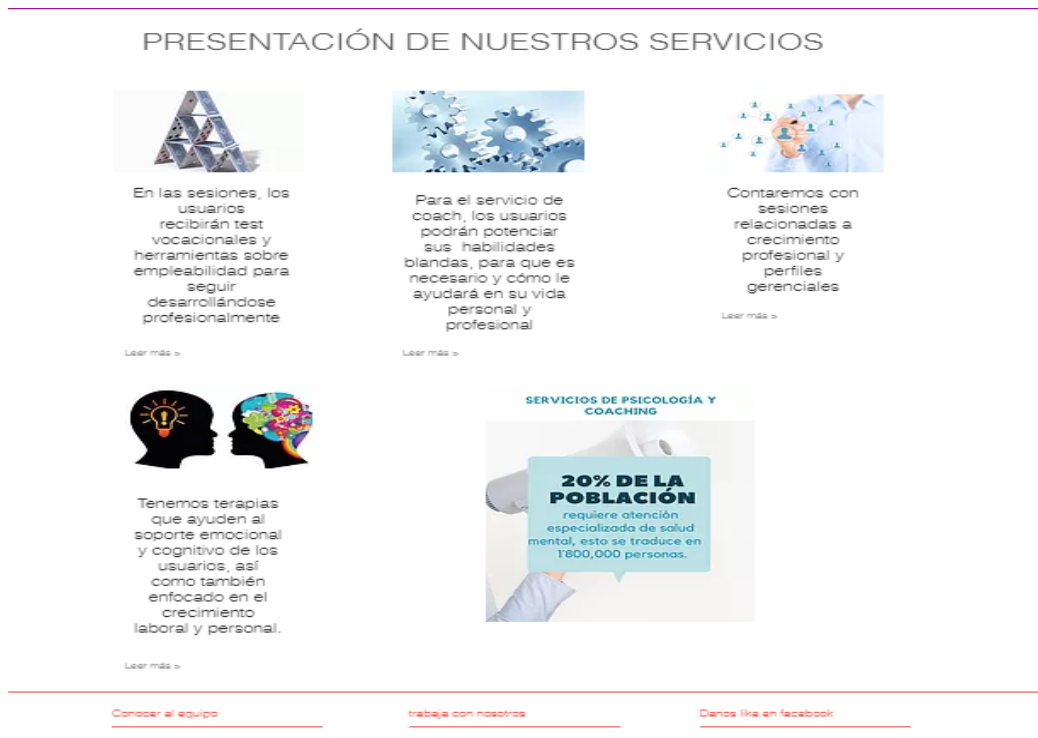 PRESENTACIÓN DE NUESTROS SERVICIOS
En las sesiones, los
usuarios
recibirán test
vocacionales y
herramientas sobre
empleabilidad para
seguir
desarrollándose
profesionalmente
Leer más >
Para el servicio de
coach, los usuarios
podrán potenciar
sus habilidades
blandas, para que es
necesario y cómo le
ayudará en su vida
personal y
profesional
Leer más >
Contaremos con
sesiones
relacionadas a
crecimiento
profesional y
perfiles
gerenciales
Leer más >
Tenemos terapias
que ayuden al
soporte emocional
y cognitivo de los
usuarios, así
como también
enfocado en el
crecimiento
laboral y personal.
Leer más >
SERVICIOS DE PSICOLOGÍA Y
COACHING
20% DE LA
POBLACIÓN
requiere atención
especializada de salud
mental, esto se traduce en
1'800,000 personas.
Conocer al equipo
trabaja con nosotros
Danos like en facebook